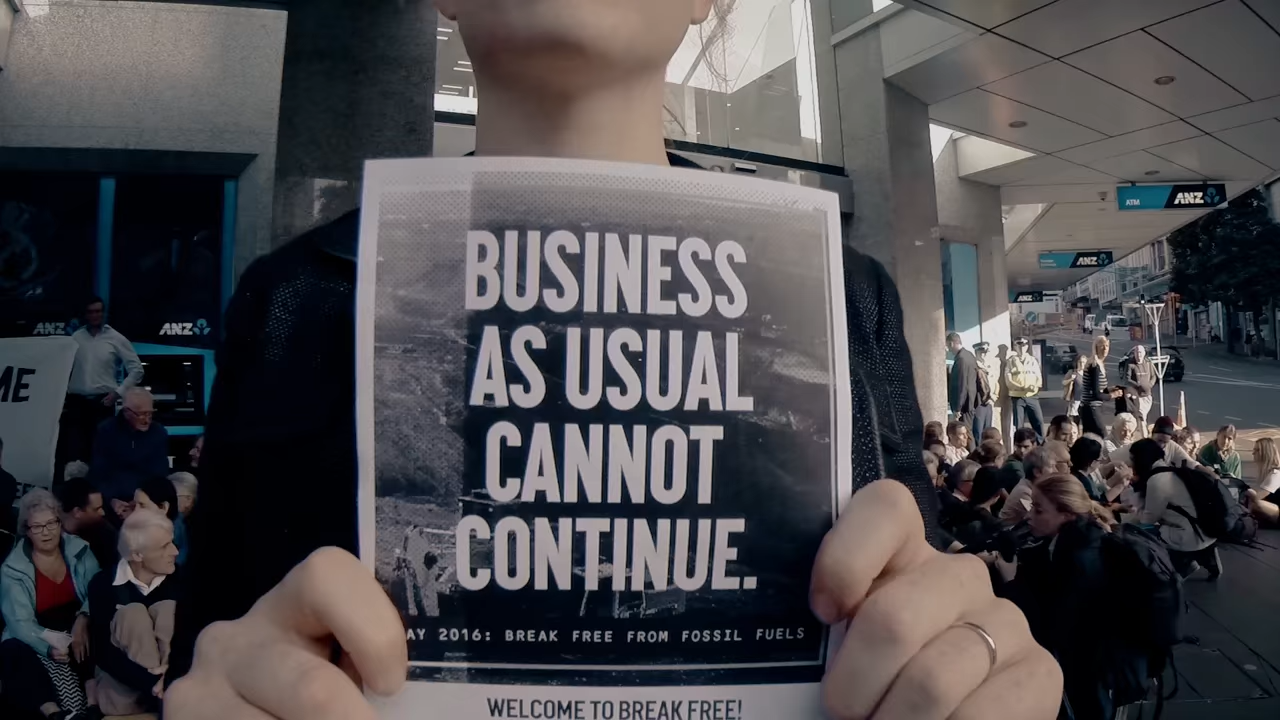 BUSINESS
AS USUAL
CANNOT
CONTINUE.
AY 2016: BREAK FREE FROM FOSSIL FUELS
WELCOME TO BREAK FREE!
ANZ
ANZ
ME
ATM
ANZ
ANZ
ANZ